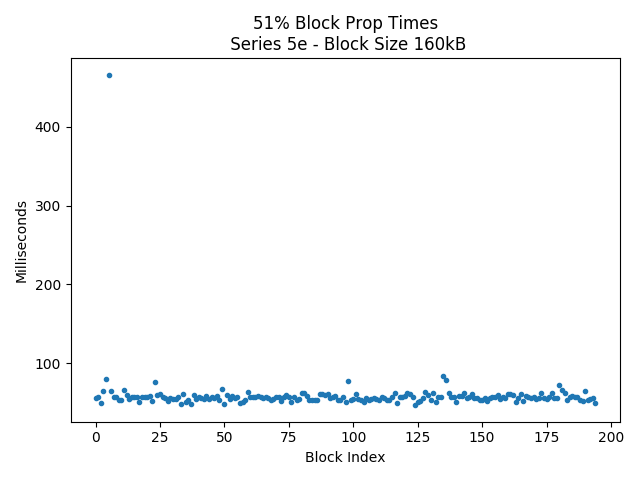 51% Block Prop Times
Series 5e - Block Size 160kB
Milliseconds
400
300
200
100
0 25 50 75 100 125 150 175 200
Block Index